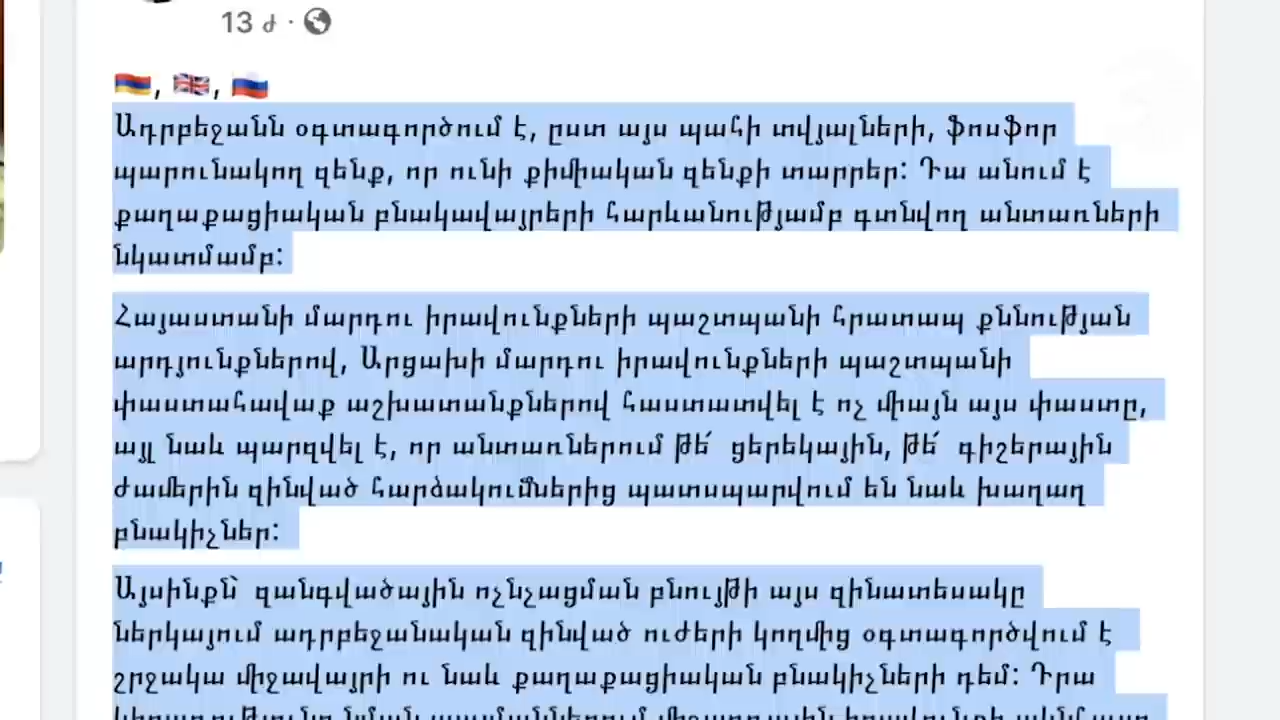 13 ժ ·
🇦🇲, 🇬🇧, 🇷🇺
Ադրբեջանն օգտագործում է, ըստ այս պահի տվյալների, ֆոսֆոր
պարունակող զենք, որ ունի քիմիական զենքի տարրեր: Դա անում է
քաղաքացիական բնակավայրերի հարևանությամբ գտնվող անտառների
նկատմամբ:
Հայաստանի մարդու իրավունքների պաշտպանի հրատապ քննության
արդյունքներով, Արցախի մարդու իրավունքների պաշտպանի
փաստահավաք աշխատանքներով հաստատվել է ոչ միայն այս փաստը,
այլ նաև պարզվել է, որ անտառներում թե՛ ցերեկային, թե՛ գիշերային
ժամերին զինված հարձակումներից պատսպարվում են նաև խաղաղ
բնակիչներ:
Այսինքն՝ զանգվածային ոչնչացման բնույթի այս զինատեսակը
ներկայում ադրբեջանական զինված ուժերի կողմից օգտագործվում է
շրջակա միջավայրի ու նաև քաղաքացիական բնակիչների դեմ: Դրա